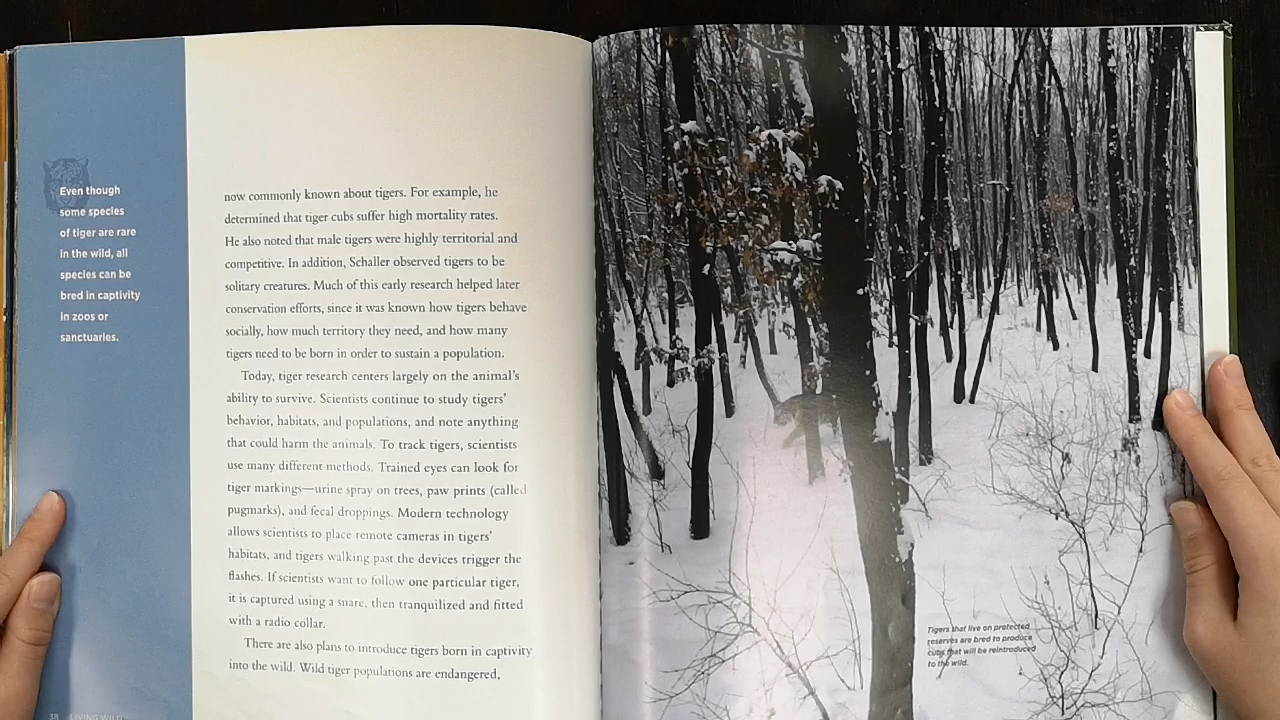 Even though
some species
of tiger are rare
in the wild, all
species can be
bred in captivity
in zoos or
sanctuaries.
now commonly known about tigers. For example, he
determined that tiger cubs suffer high mortality rates.
He also noted that male tigers were highly territorial and
competitive. In addition, Schaller observed tigers to be
solitary creatures. Much of this early research helped later
conservation efforts, since it was known how tigers behave
socially, how much territory they need, and how many
tigers need to be born in order to sustain a population.
Today, tiger research centers largely on the animal's
ability to survive. Scientists continue to study tigers'
behavior, habitats, and populations, and note anything
that could harm the animals. To track tigers, scientists
use many different methods. Trained eyes can look for
tiger markings—urine spray on trees, paw prints (called
pugmarks), and fecal droppings. Modern technology
allows scientists to place remote cameras in tigers'
habitats, and tigers walking past the devices trigger the
flashes. If scientists want to follow one particular tiger,
it is captured using a snare, then tranquilized and fitted
with a radio collar.
There are also plans to introduce tigers born in captivity
into the wild. Wild tiger populations are endangered,
38 LIVING WILD
Tigers that live on protected
reserves are bred to produce
cubs that will be reintroduced
to the wild.